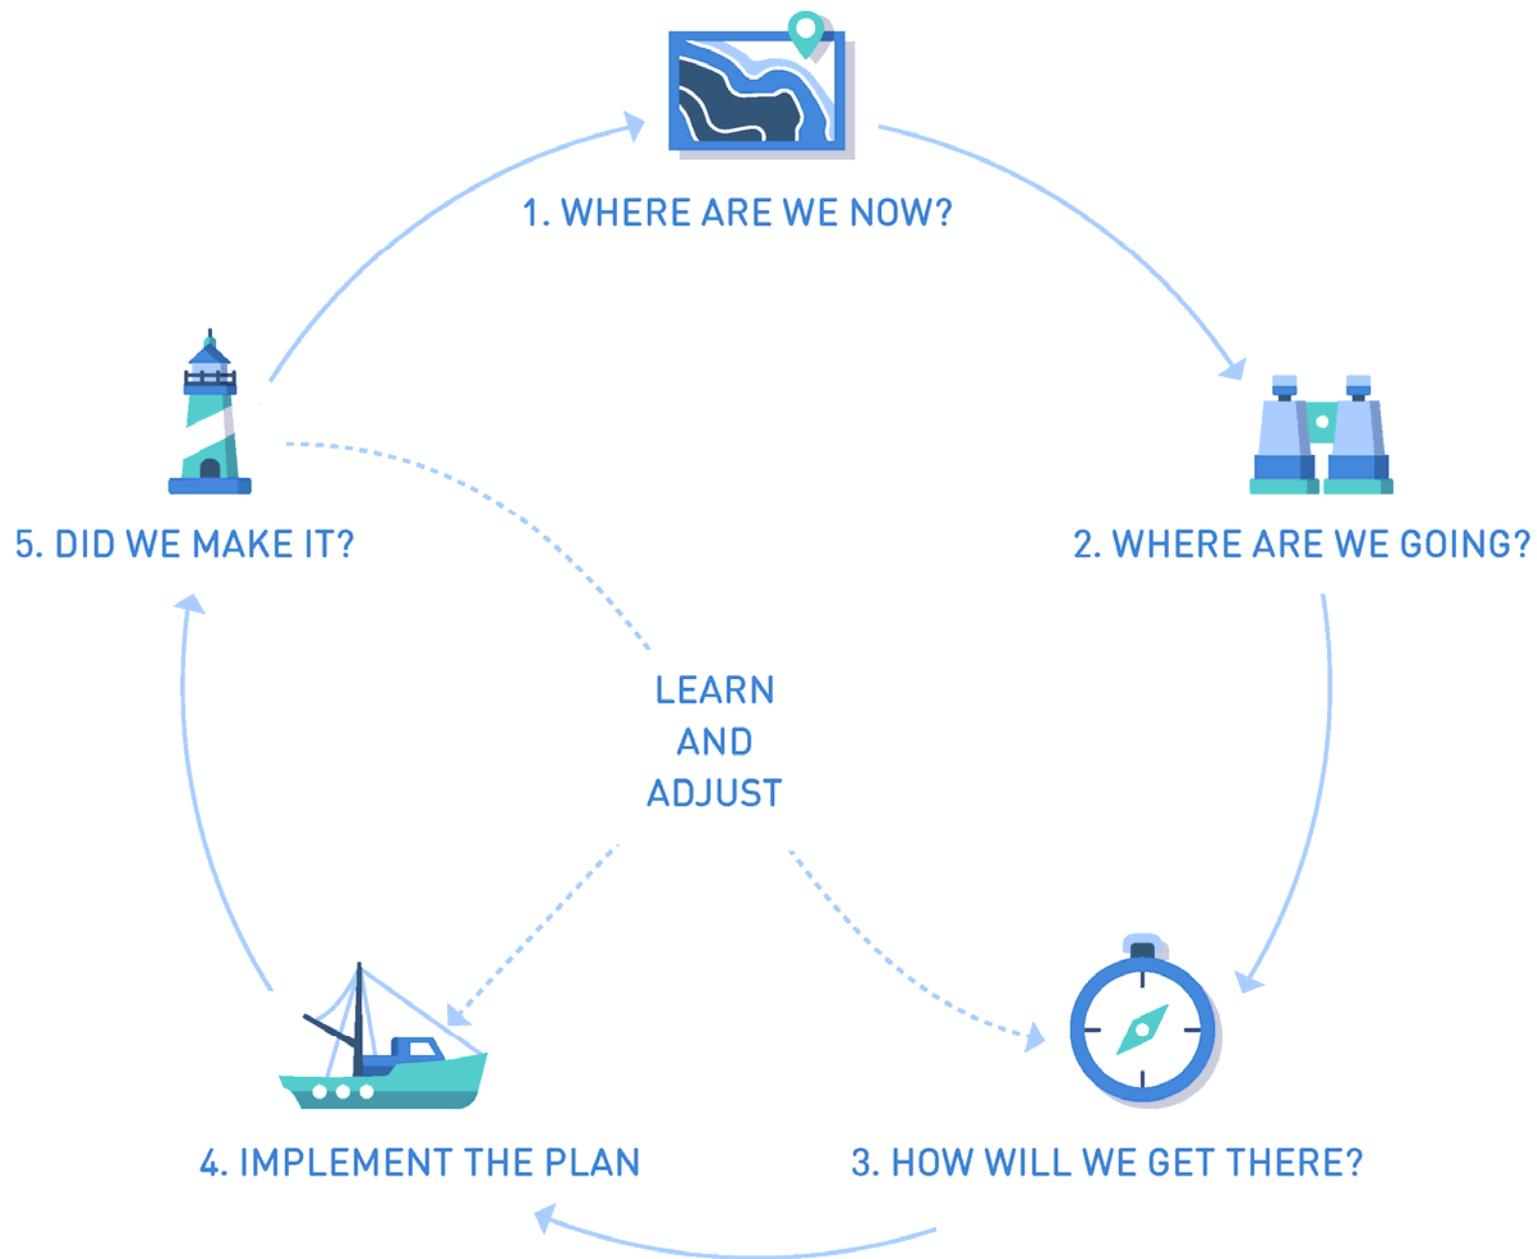 1. WHERE ARE WE NOW?
5. DID WE MAKE IT?
2. WHERE ARE WE GOING?
LEARN
AND
ADJUST
4. IMPLEMENT THE PLAN
3. HOW WILL WE GET THERE?